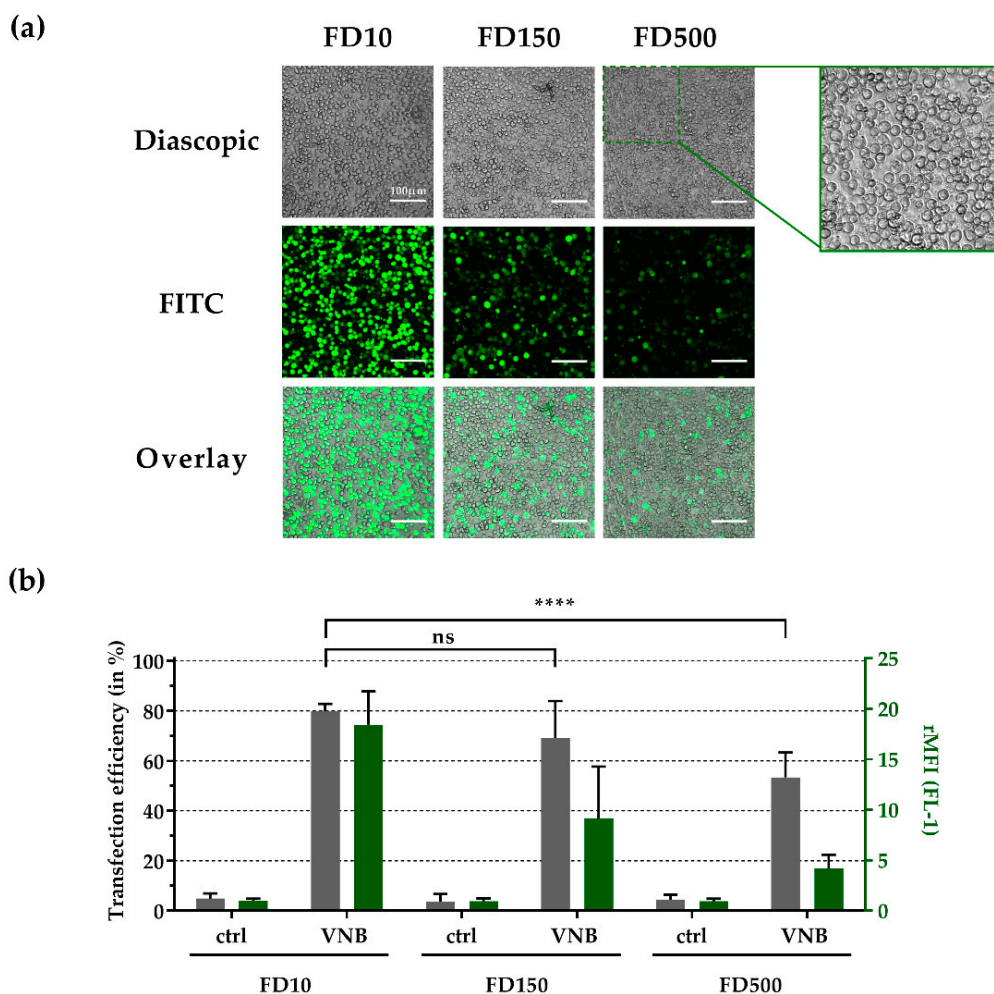 (a)
FD10 FD150 FD500
Diascopic
100μm
FITC
Overlay
(b)
****
ns
Transfection efficiency (in %)
100
80
60
40
20
0
25
20
15
10
5
0
rMFI (FL-1)
ctrl VNB ctrl VNB ctrl VNB
FD10 FD150 FD500